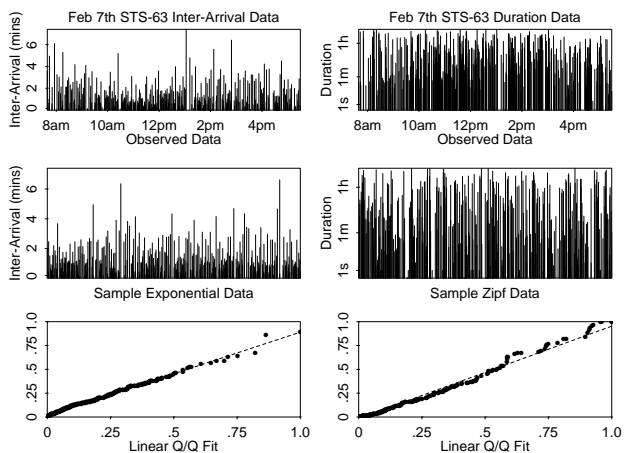 Feb 7th STS-63 Inter-Arrival Data
Inter-Arrival (mins)
6
4
2
0
8am 10am 12pm 2pm 4pm
Observed Data
Feb 7th STS-63 Duration Data
Duration
1h
1m
1s
8am 10am 12pm 2pm 4pm
Observed Data
Inter-Arrival (mins)
6
4
2
0
Sample Exponential Data
Duration
1h
1m
1s
Sample Zipf Data
1.0
.75
.5
.25
0
0 .25 .5 .75 1.0
Linear Q/Q Fit
1.0
.75
.5
.25
0
0 .25 .5 .75 1.0
Linear Q/Q Fit